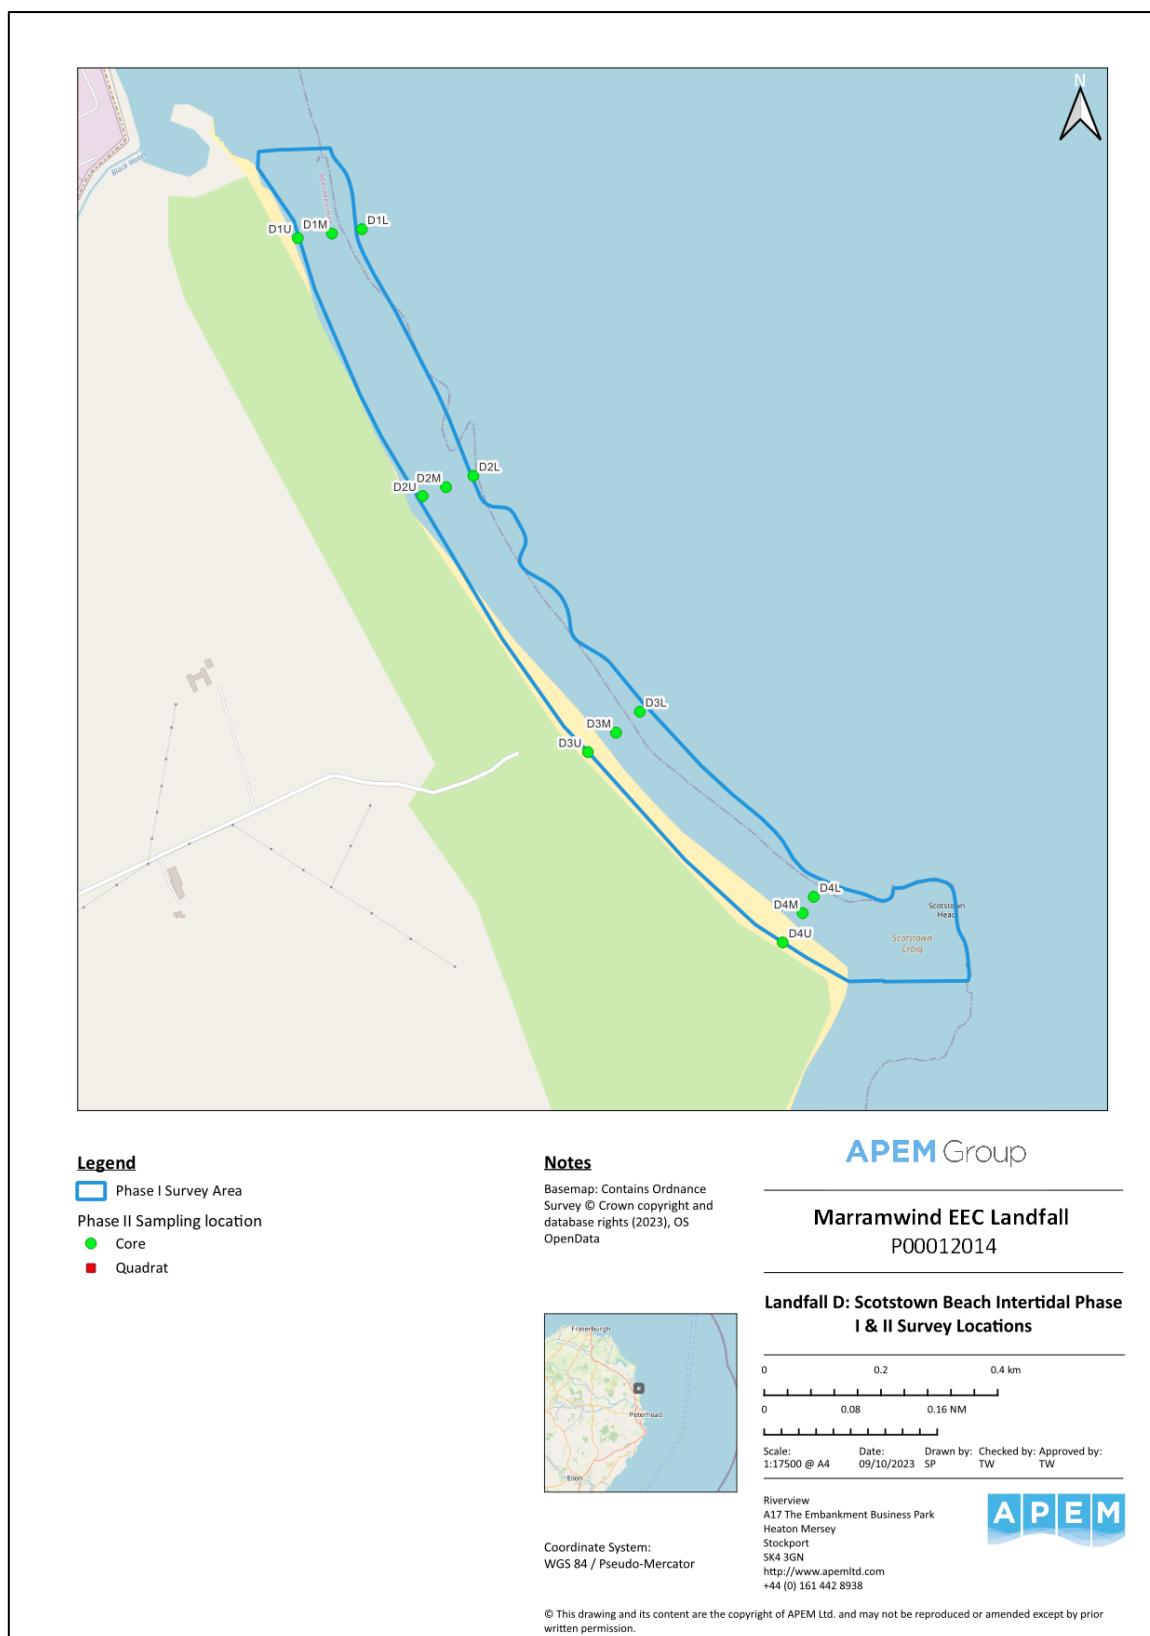 N
Black Water
Aberdeenshire
D1U
D1M
D1L
D2U
D2M
D2L
D3U
D3M
D3L
D4L
D4M
D4U
Scotstown
Head
Scotstown
Craig
Legend
Phase I Survey Area
Phase II Sampling location
Core
Quadrat
Notes
Basemap: Contains Ordnance
Survey © Crown copyright and
database rights (2023), OS
OpenData
Fraserburgh
Peterhead
Ellon
Coordinate System:
WGS 84 / Pseudo-Mercator
APEM Group
Marramwind EEC Landfall
P00012014
Landfall D: Scotstown Beach Intertidal Phase
I & II Survey Locations
0 0.2 0.4 km
0 0.08 0.16 NM
Scale: Date: Drawn by: Checked by: Approved by:
1:17500 @ A4 09/10/2023 SP TW TW
Riverview
A17 The Embankment Business Park
Heaton Mersey
Stockport
SK4 3GN
http://www.apemltd.com
+44 (0) 161 442 8938
APEM
© This drawing and its content are the copyright of APEM Ltd. and may not be reproduced or amended except by prior
written permission.